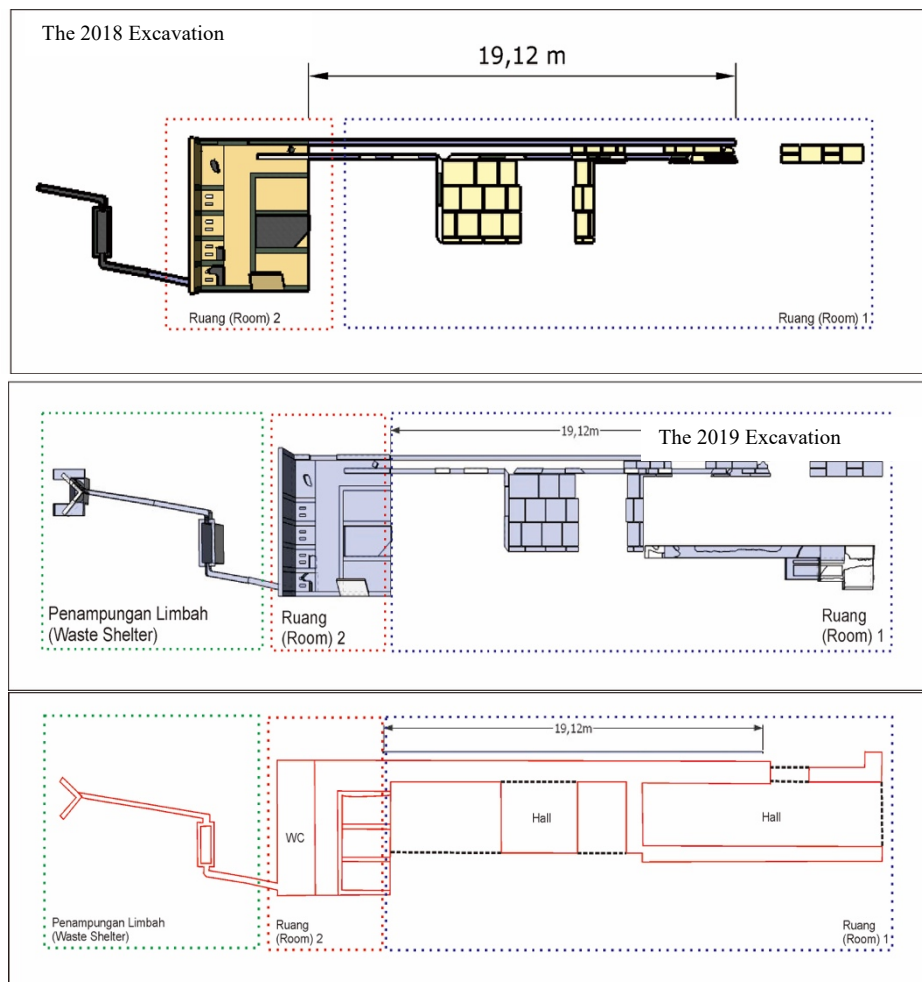 The 2018 Excavation
19,12 m
Ruang (Room) 2
Ruang (Room) 1
19,12m
The 2019 Excavation
Penampungan Limbah
(Waste Shelter)
Ruang
(Room) 2
Ruang
(Room) 1
19,12m
WC
Hall
Hall
Penampungan Limbah
(Waste Shelter)
Ruang
(Room) 2
Ruang
(Room) 1